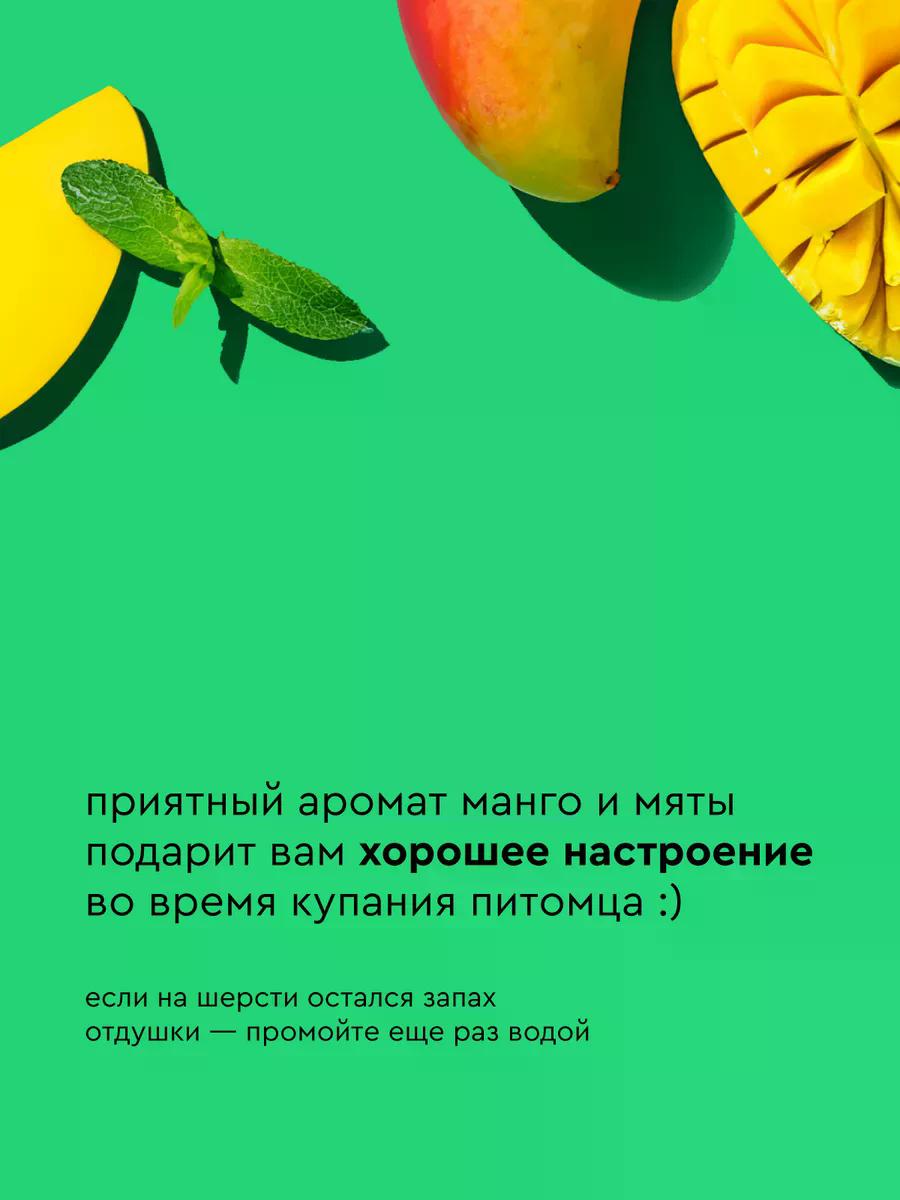 приятный аромат манго и мяты
подарит вам хорошее настроение
во время купания питомца :)
если на шерсти остался запах
отдушки — промойте еще раз водой